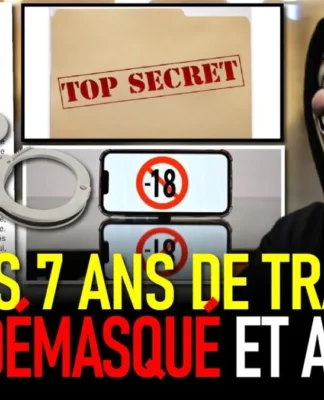 TOP SECRET
-18
-18
S 7 ANS DE TRA
DÉMASQUÉ ET A